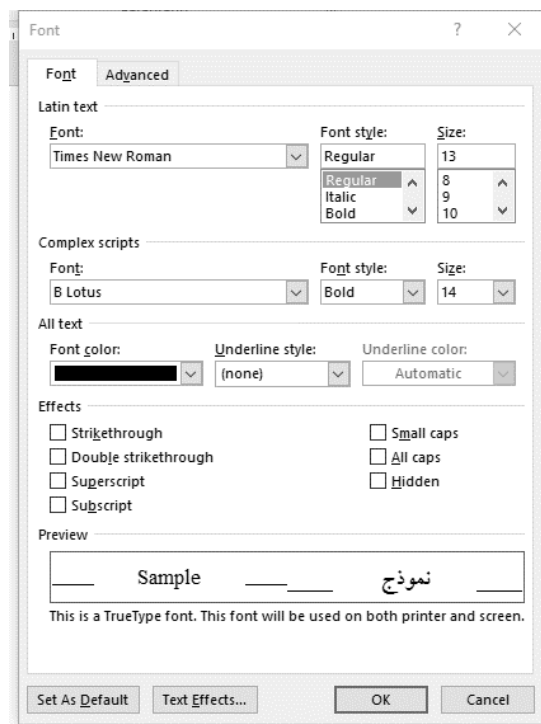 Font ?
Font Advanced
Latin text
Font: Font style: Size:
Times New Roman Regular 13
Regular 8
Italic 9
Bold 10
Complex scripts
Font: Font style: Size:
B Lotus Bold 14
All text
Font color: Underline style: Underline color:
(none) Automatic
Effects
Strikethrough Small caps
Double strikethrough All caps
Superscript Hidden
Subscript
Preview
Sample نموذج
This is a TrueType font. This font will be used on both printer and screen.
Set As Default Text Effects... OK Cancel